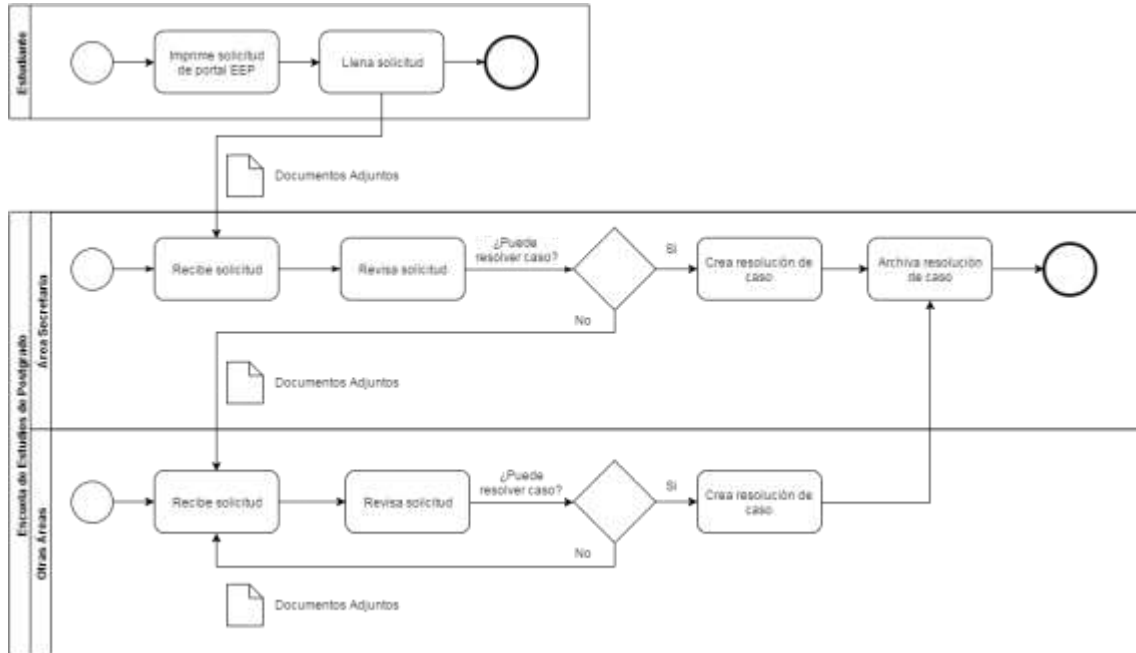 Estudiante
Imprime solicitud
de portal EEP
Llena solicitud
Documentos Adjuntos
Escuela de Estudios de Postgrado
Área Secretaría
Recibe solicitud
Revisa solicitud
¿Puede
resolver caso?
Si
No
Crea resolución de
caso
Archiva resolución
de caso
Documentos Adjuntos
Otras Áreas
Recibe solicitud
Revisa solicitud
¿Puede
resolver caso?
Si
No
Crea resolución de
caso
Documentos Adjuntos